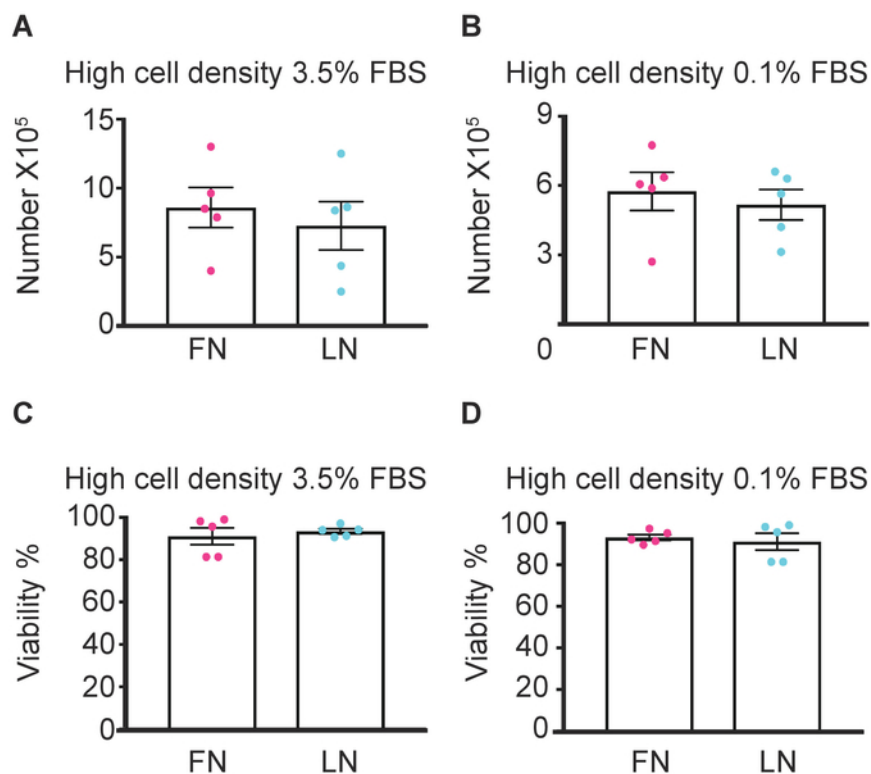 A
High cell density 3.5% FBS
Number X10⁵
15
10
5
0
FN
LN
B
High cell density 0.1% FBS
Number X10⁵
9
6
3
0
FN
LN
C
High cell density 3.5% FBS
Viability %
100
80
60
40
20
0
FN
LN
D
High cell density 0.1% FBS
Viability %
100
80
60
40
20
0
FN
LN